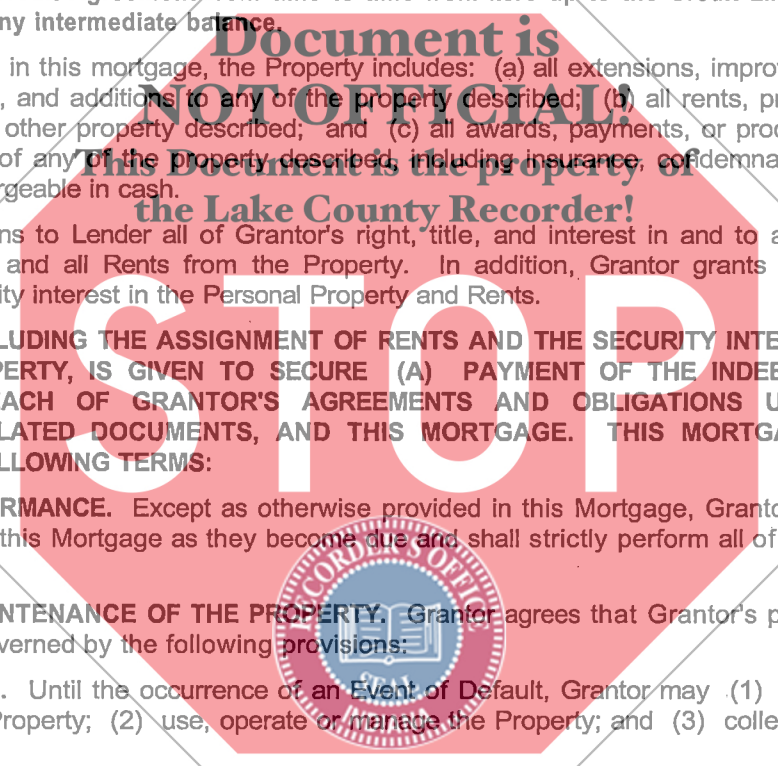 ny intermediate balance.
Document is
in this mortgage, the Property includes: (a) all extensions, improv
, and additions to any of the property described; (b) all rents, pr
NOT OFFICIAL!
other property described; and (c) all awards, payments, or pro
of any of the property described, including insurance, condemna
This Document is the property of
rgeable in cash.
the Lake County Recorder!
ns to Lender all of Grantor's right, title, and interest in and to a
and all Rents from the Property. In addition, Grantor grants
ity interest in the Personal Property and Rents.
STOP
LUDING THE ASSIGNMENT OF RENTS AND THE SECURITY INTE
PERTY, IS GIVEN TO SECURE (A) PAYMENT OF THE INDEB
ACH OF GRANTOR'S AGREEMENTS AND OBLIGATIONS U
LATED DOCUMENTS, AND THIS MORTGAGE. THIS MORTGA
LLOWING TERMS:
RMANCE. Except as otherwise provided in this Mortgage, Granto
this Mortgage as they become due and shall strictly perform all of
RECORDER'S OFFICE
NTENANCE OF THE PROPERTY. Grantor agrees that Grantor's p
verned by the following provisions:
SEAL
. Until the occurrence of an Event of Default, Grantor may (1)
Property; (2) use, operate or manage the Property; and (3) colle